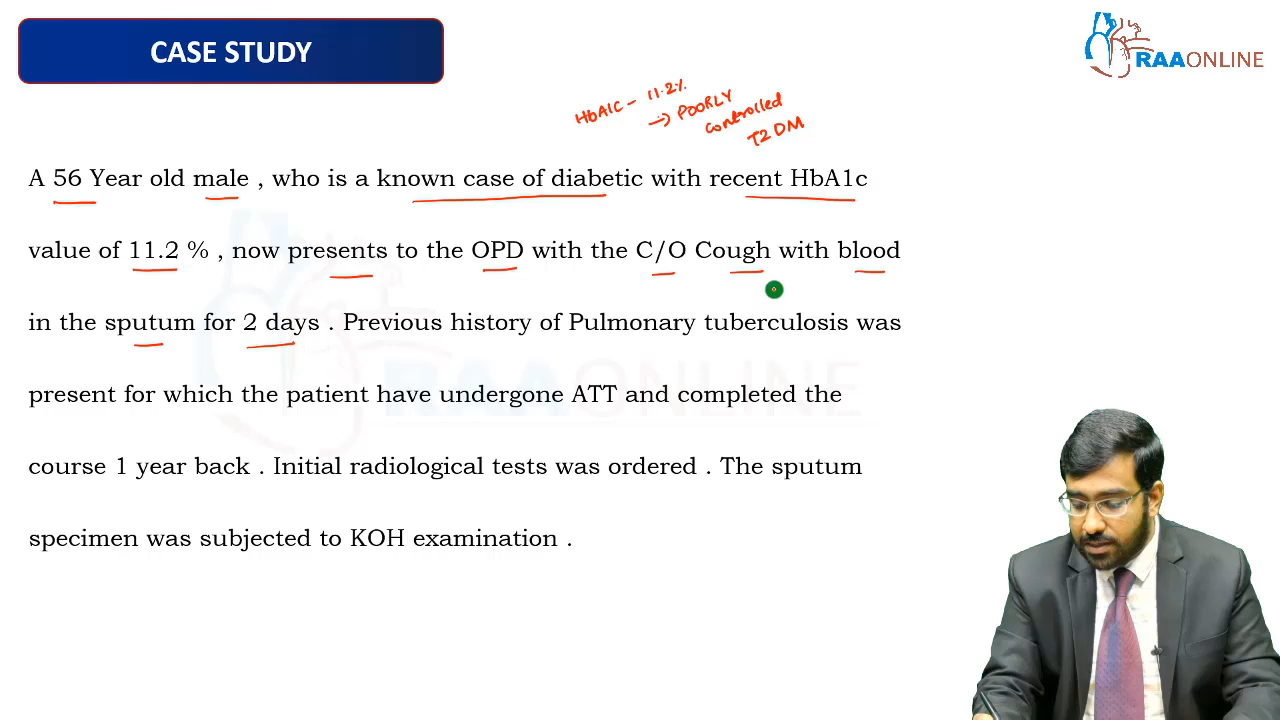 CASE STUDY
RAAONLINE
HbA1C - 11.2%
→ POORLY
controlled
T2 DM
A 56 Year old male , who is a known case of diabetic with recent HbA1c
value of 11.2 % , now presents to the OPD with the C/O Cough with blood
in the sputum for 2 days . Previous history of Pulmonary tuberculosis was
present for which the patient have undergone ATT and completed the
course 1 year back . Initial radiological tests was ordered . The sputum
specimen was subjected to KOH examination .
RAAONLINE